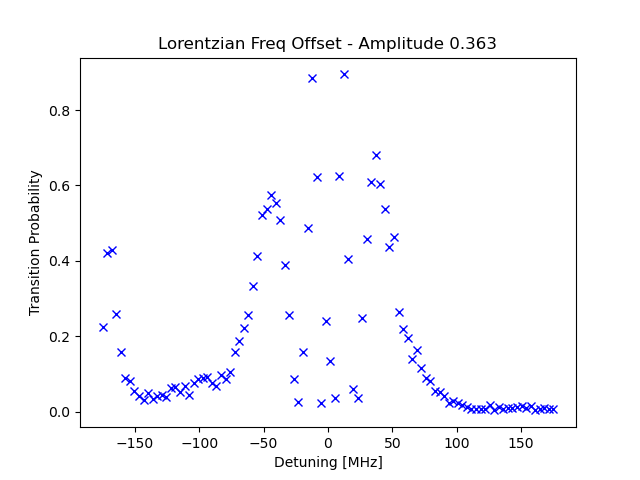 Lorentzian Freq Offset - Amplitude 0.363
Transition Probability
0.8
0.6
0.4
0.2
0.0
−150 −100 −50 0 50 100 150
Detuning [MHz]